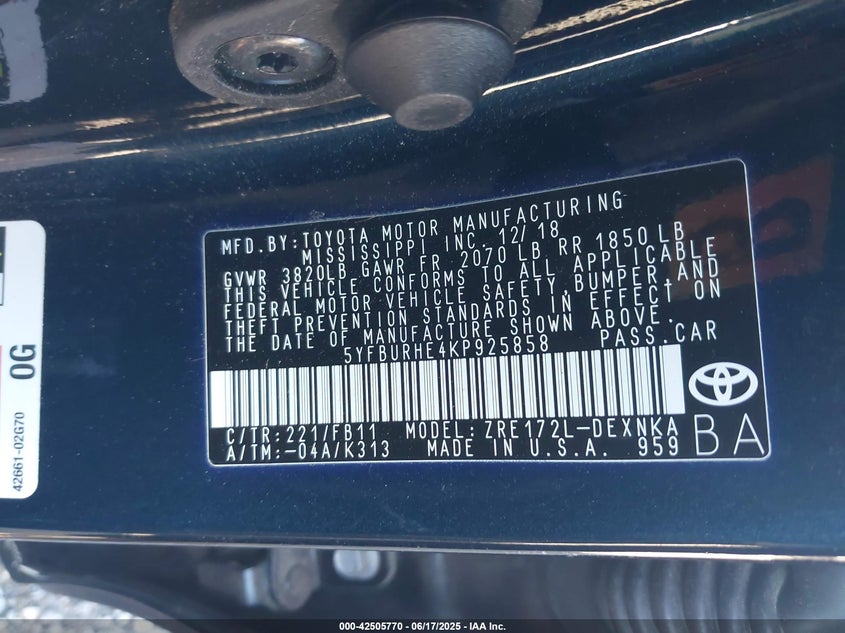 MFD.BY:TOYOTA MOTOR MANUFACTURING
MISSISSIPPI INC. 12/18
GVWR 3820LB GAWR FR 2070 LB RR 1850LB
THIS VEHICLE CONFORMS TO ALL APPLICABLE
FEDERAL MOTOR VEHICLE SAFETY,BUMPER,AND
THEFT PREVENTION STANDARDS IN EFFECT ON
THE DATE OF MANUFACTURE SHOWN ABOVE.
5YFBURHE4KP925858 PASS.CAR
C/TR:221/FB11 MODEL:ZRE172L-DEXNKA
A/TM:-04A/K313 MADE IN U.S.A. 959
BA
42661-02G70
0G
000-42505770 - 06/17/2025 - IAA Inc.